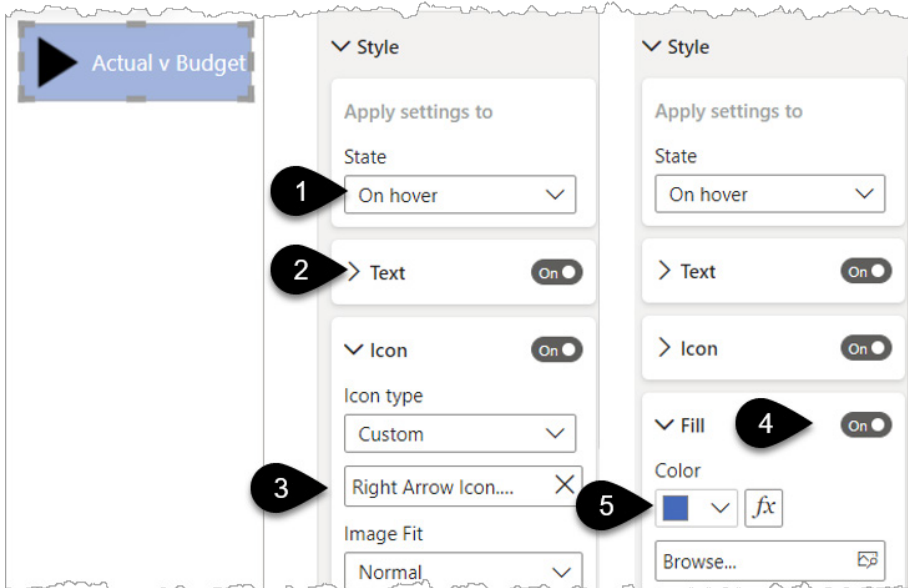 Actual v Budget
Style
Apply settings to
State
1
On hover
2
Text
On
Icon
On
Icon type
Custom
3
Right Arrow Icon....
Image Fit
Normal
Style
Apply settings to
State
On hover
Text
On
Icon
On
Fill
4
On
Color
5
fx
Browse...